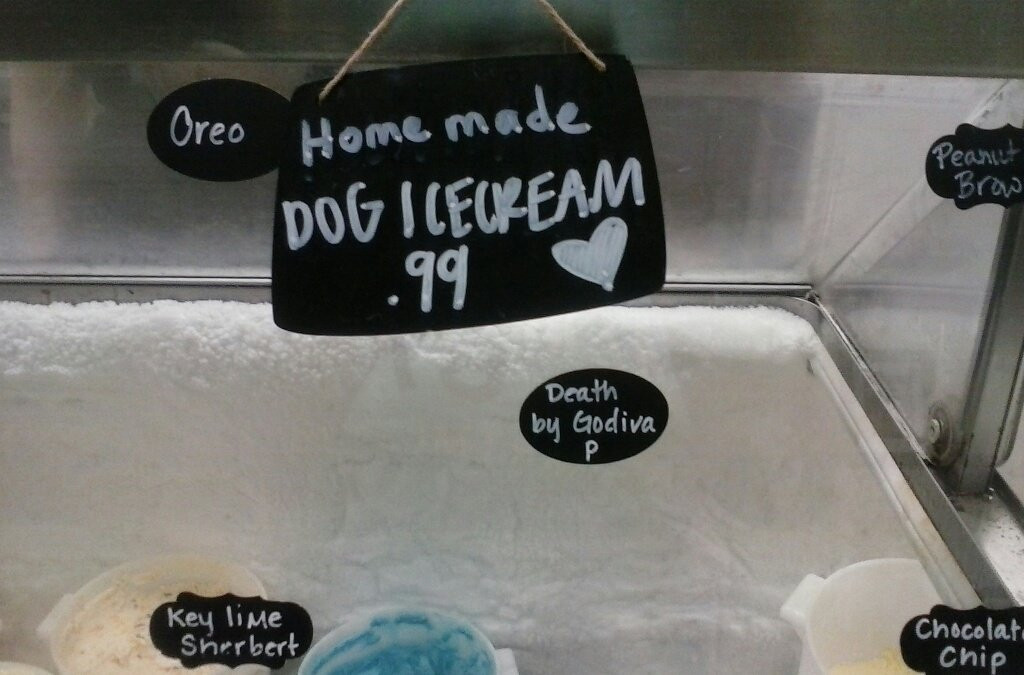 Oreo
Home made
DOG ICECREAM
.99
Peanut
Brow
Death
by Godiva
P
Key lime
Sherbert
Chocolate
Chip